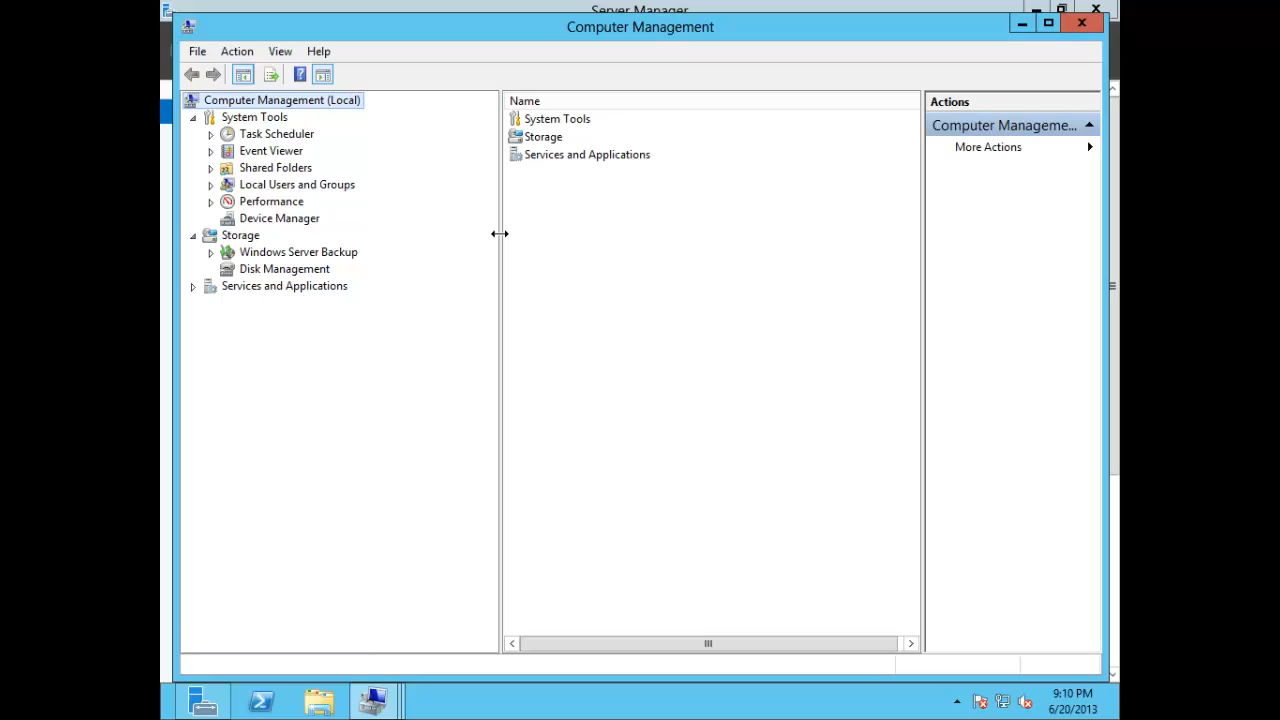 Server Manager
Computer Management
File Action View Help
Computer Management (Local)
System Tools
Task Scheduler
Event Viewer
Shared Folders
Local Users and Groups
Performance
Device Manager
Storage
Windows Server Backup
Disk Management
Services and Applications
Name
System Tools
Storage
Services and Applications
Actions
Computer Manageme...
More Actions
9:10 PM
6/20/2013